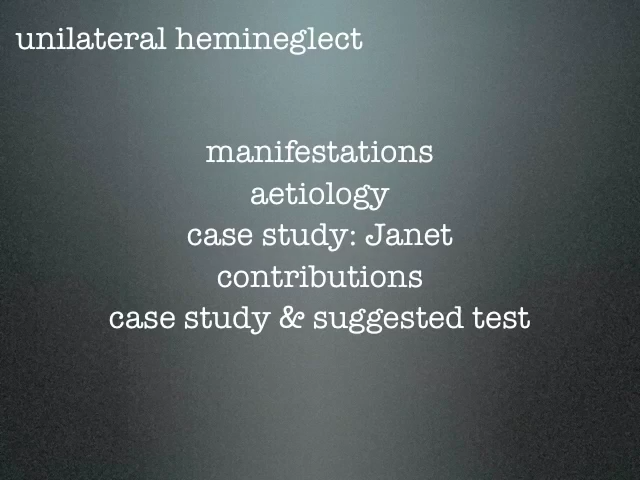 unilateral hemineglect
manifestations
aetiology
case study: Janet
contributions
case study & suggested test